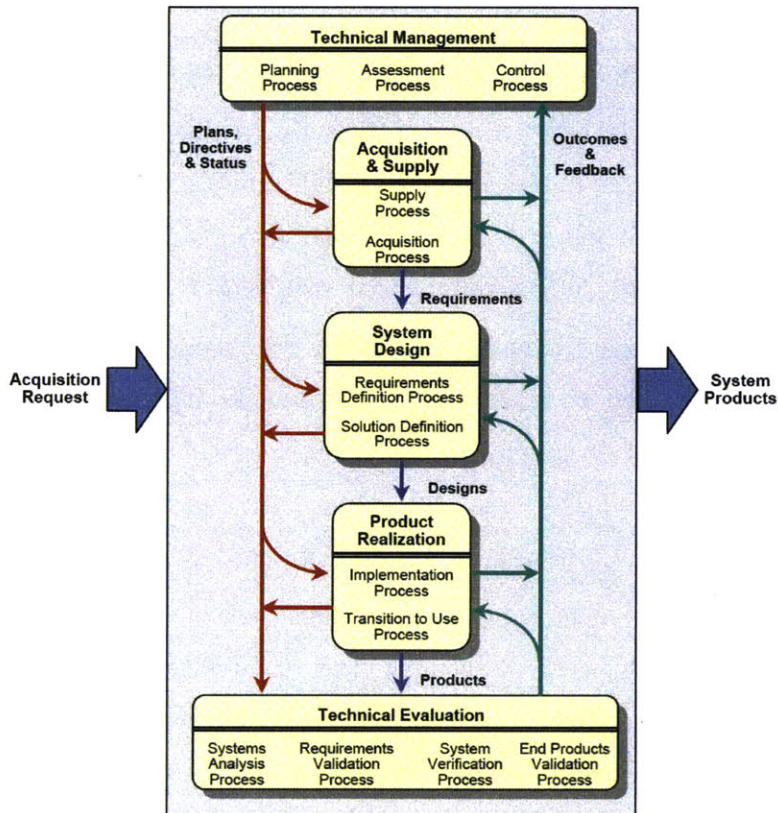 Technical Management
Planning
Process
Assessment
Process
Control
Process
Plans,
Directives
& Status
Acquisition
& Supply
Supply
Process
Acquisition
Process
Outcomes
&
Feedback
Requirements
System
Design
Requirements
Definition Process
Solution Definition
Process
Acquisition
Request
System
Products
Designs
Product
Realization
Implementation
Process
Transition to Use
Process
Products
Technical Evaluation
Systems
Analysis
Process
Requirements
Validation
Process
System
Verification
Process
End Products
Validation
Process